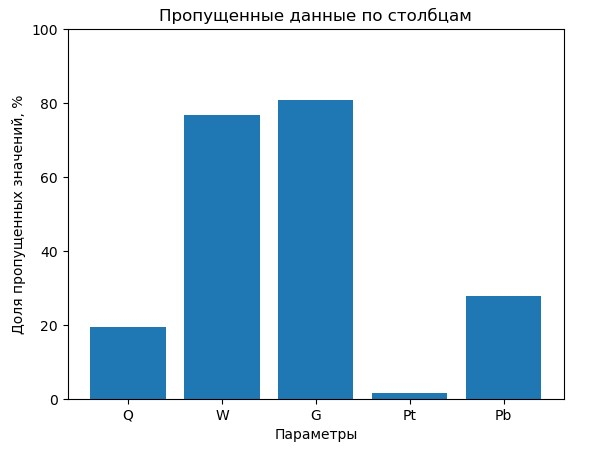 Пропущенные данные по столбцам
Доля пропущенных значений, %
100
80
60
40
20
0
Q W G Pt Pb
Параметры